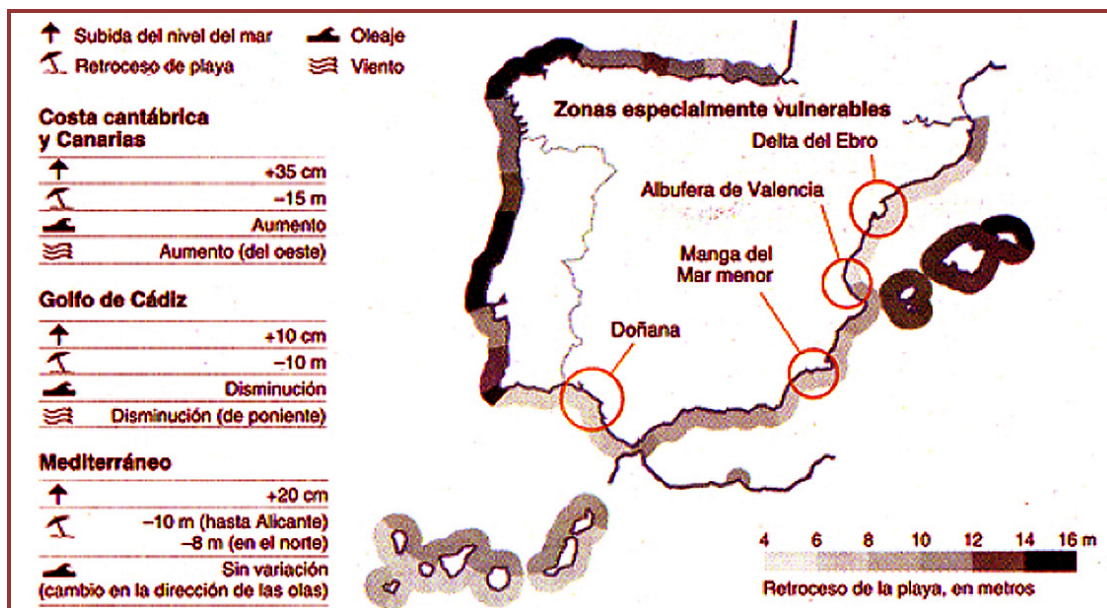 Subida del nivel del mar
Oleaje
Retroceso de playa
Viento
Costa cantábrica
y Canarias
+35 cm
–15 m
Aumento
Aumento (del oeste)
Golfo de Cádiz
+10 cm
–10 m
Disminución
Disminución (de poniente)
Mediterráneo
+20 cm
–10 m (hasta Alicante)
–8 m (en el norte)
Sin variación
(cambio en la dirección de las olas)
Zonas especialmente vulnerables
Delta del Ebro
Albufera de Valencia
Manga del
Mar menor
Doñana
4 6 8 10 12 14 16 m
Retroceso de la playa, en metros